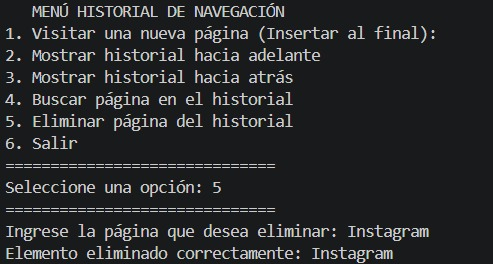 MENÚ HISTORIAL DE NAVEGACIÓN
1. Visitar una nueva página (Insertar al final):
2. Mostrar historial hacia adelante
3. Mostrar historial hacia atrás
4. Buscar página en el historial
5. Eliminar página del historial
6. Salir
==============================
Seleccione una opción: 5
==============================
Ingrese la página que desea eliminar: Instagram
Elemento eliminado correctamente: Instagram